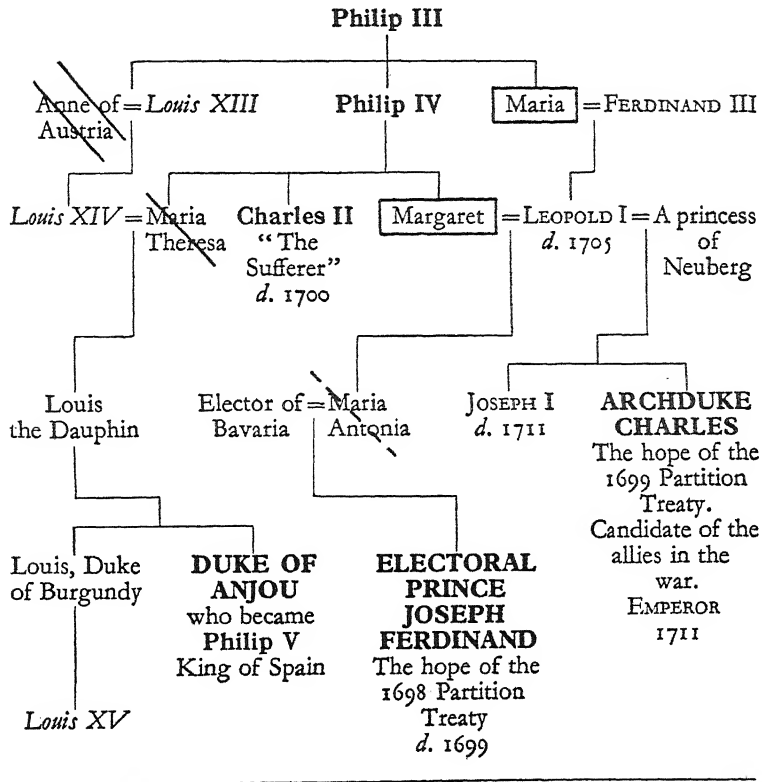 Philip III
Anne of = Louis XIII
Austria
Philip IV
Maria = FERDINAND III
Louis XIV = Maria
Theresa
Charles II
"The
Sufferer"
d. 1700
Margaret = LEOPOLD I = A princess
d. 1705
of
Neuberg
Louis
the Dauphin
Elector of = Maria
Bavaria Antonia
JOSEPH I
d. 1711
ARCHDUKE
CHARLES
The hope of the
1699 Partition
Treaty.
Candidate of the
allies in the
war.
EMPEROR
1711
Louis, Duke
of Burgundy
DUKE OF
ANJOU
who became
Philip V
King of Spain
ELECTORAL
PRINCE
JOSEPH
FERDINAND
The hope of the
1698 Partition
Treaty
d. 1699
Louis XV